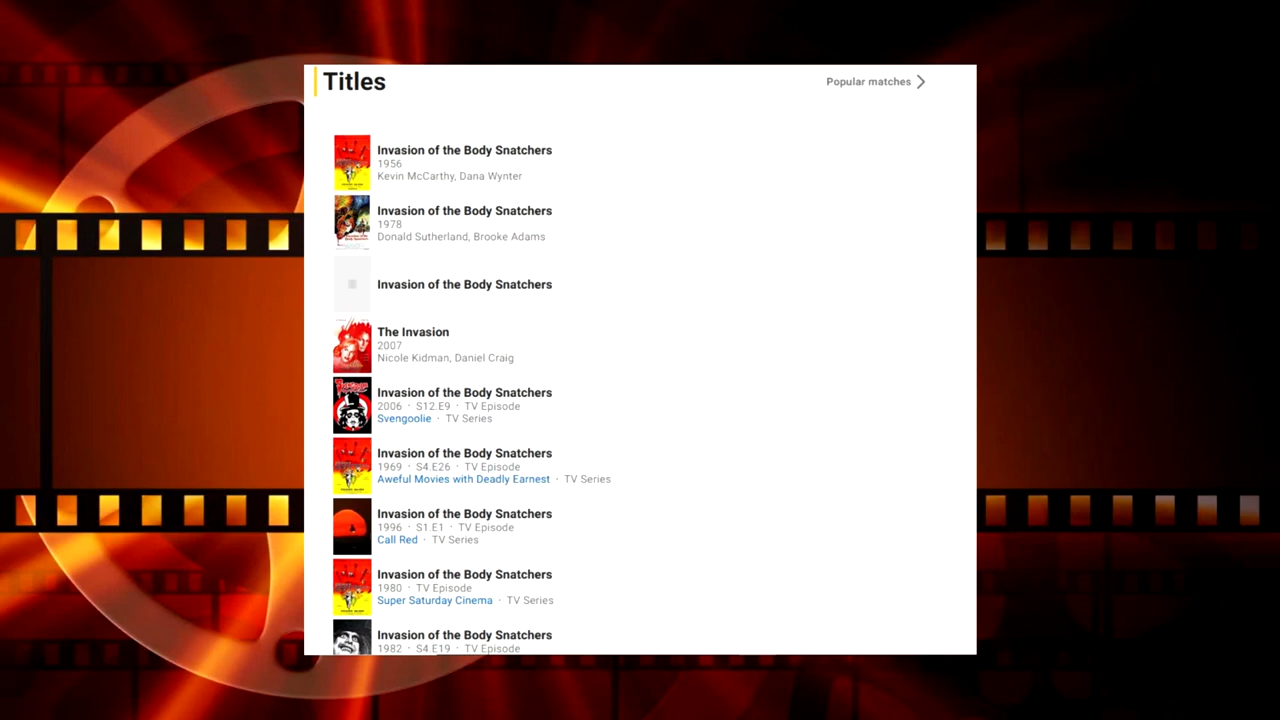 Titles
Popular matches
Invasion of the Body Snatchers
1956
Kevin McCarthy, Dana Wynter
Invasion of the Body Snatchers
1978
Donald Sutherland, Brooke Adams
Invasion of the Body Snatchers
The Invasion
2007
Nicole Kidman, Daniel Craig
Invasion of the Body Snatchers
2006 · S12.E9 · TV Episode
Svengoolie · TV Series
Invasion of the Body Snatchers
1969 · S4.E26 · TV Episode
Aweful Movies with Deadly Earnest · TV Series
Invasion of the Body Snatchers
1996 · S1.E1 · TV Episode
Call Red · TV Series
Invasion of the Body Snatchers
1980 · TV Episode
Super Saturday Cinema · TV Series
Invasion of the Body Snatchers
1982 · S4.E19 · TV Episode